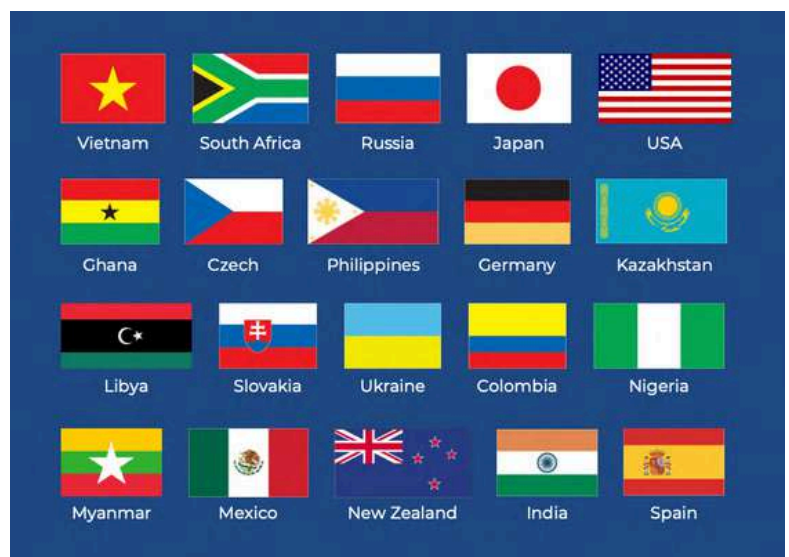 Vietnam South Africa Russia Japan USA
Ghana Czech Philippines Germany Kazakhstan
Libya Slovakia Ukraine Colombia Nigeria
Myanmar Mexico New Zealand India Spain